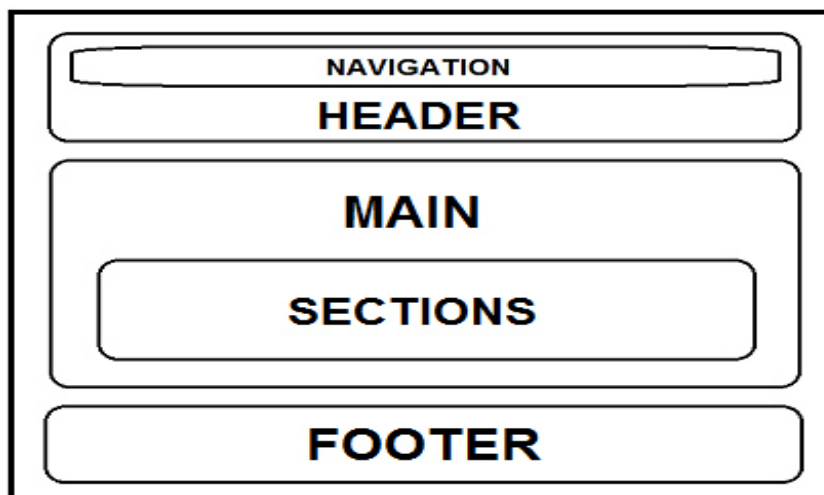 NAVIGATION
HEADER
MAIN
SECTIONS
FOOTER